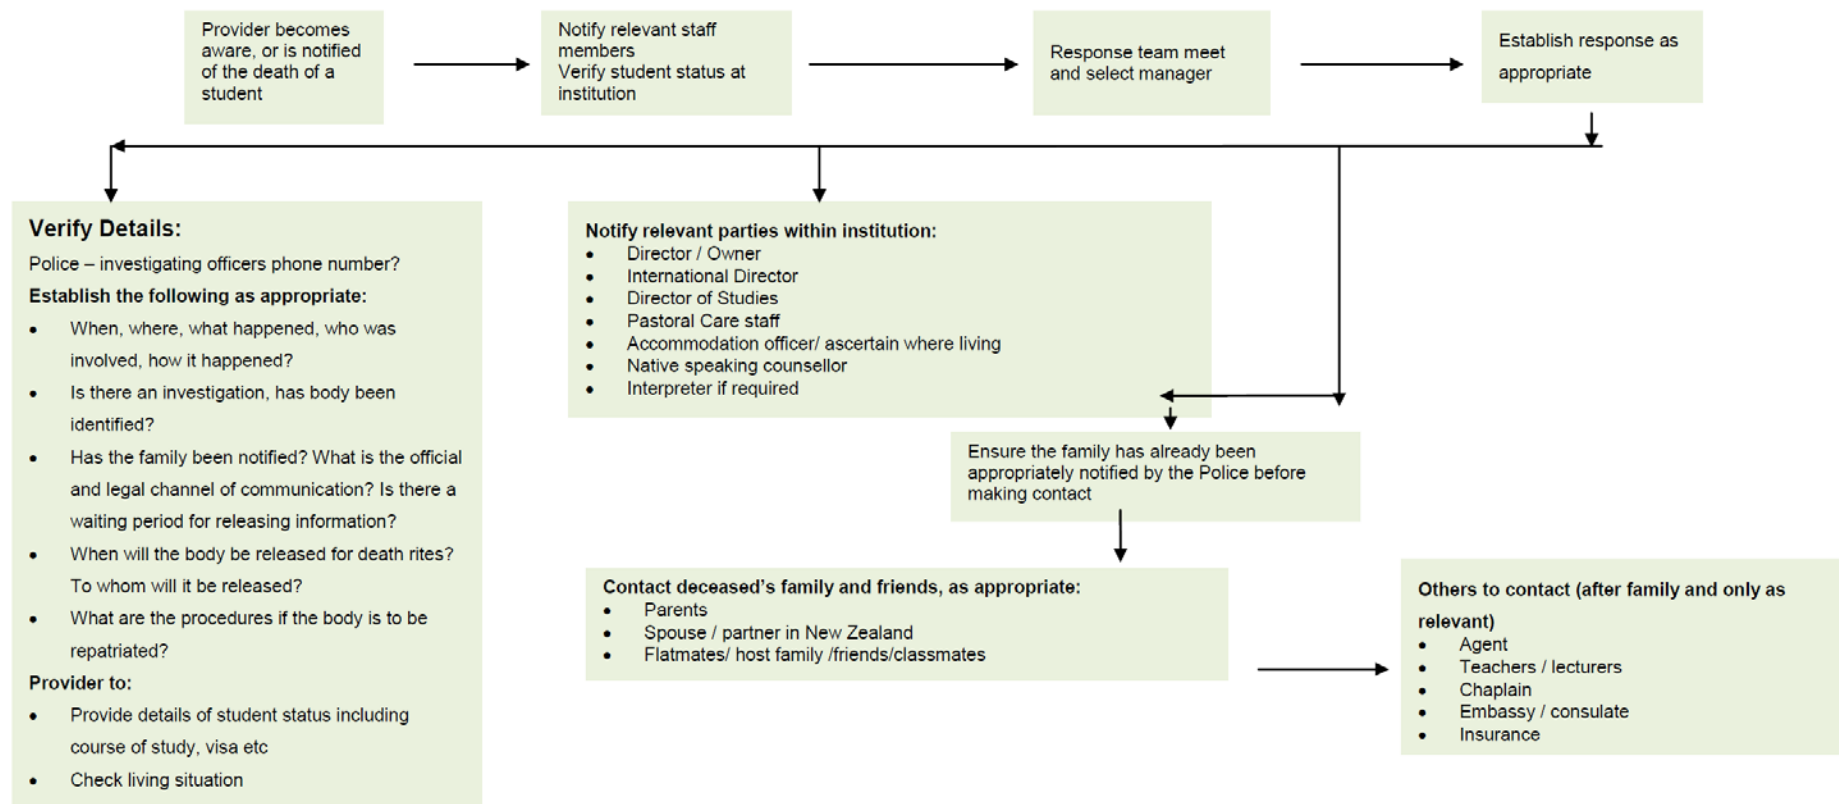 Provider becomes
aware, or is notified
of the death of a
student
Notify relevant staff
members
Verify student status at
institution
Response team meet
and select manager
Establish response as
appropriate
Verify Details:
Police – investigating officers phone number?
Establish the following as appropriate:
• When, where, what happened, who was
involved, how it happened?
• Is there an investigation, has body been
identified?
• Has the family been notified? What is the official
and legal channel of communication? Is there a
waiting period for releasing information?
• When will the body be released for death rites?
To whom will it be released?
• What are the procedures if the body is to be
repatriated?
Provider to:
• Provide details of student status including
course of study, visa etc
• Check living situation
Notify relevant parties within institution:
• Director / Owner
• International Director
• Director of Studies
• Pastoral Care staff
• Accommodation officer/ ascertain where living
• Native speaking counsellor
• Interpreter if required
Ensure the family has already been
appropriately notified by the Police before
making contact
Contact deceased’s family and friends, as appropriate:
• Parents
• Spouse / partner in New Zealand
• Flatmates/ host family /friends/classmates
Others to contact (after family and only as
relevant)
• Agent
• Teachers / lecturers
• Chaplain
• Embassy / consulate
• Insurance